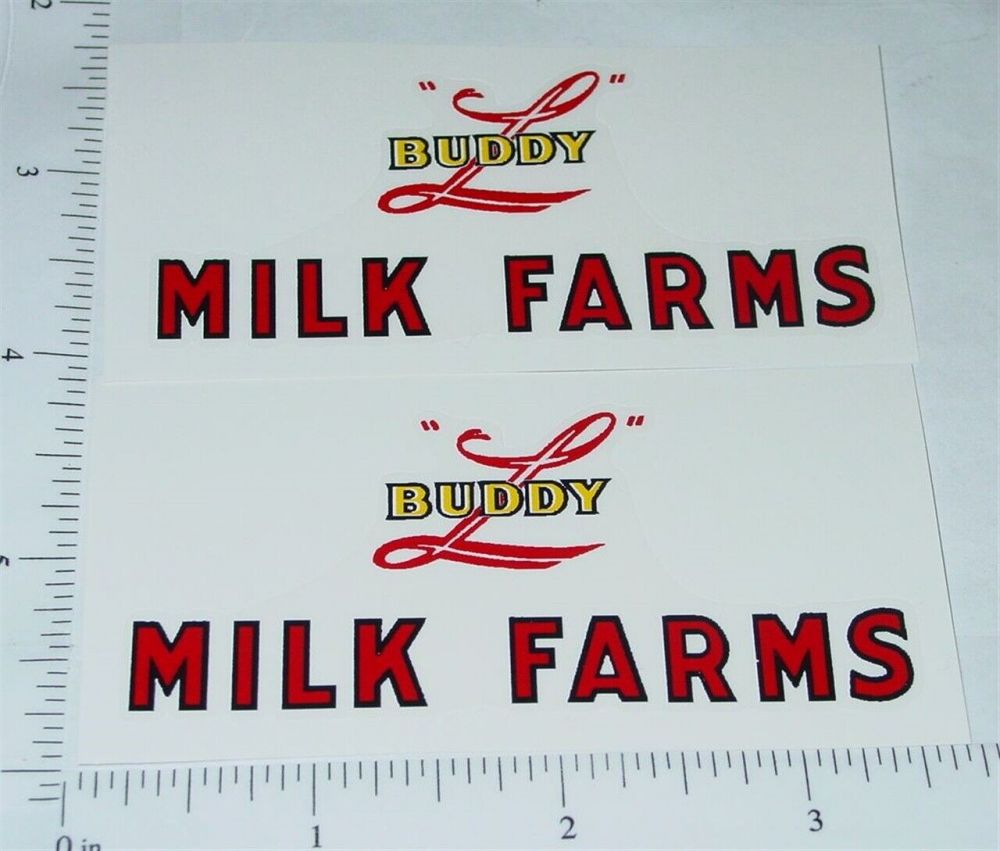 2
3
4
5
" L "
BUDDY
MILK FARMS
" L "
BUDDY
MILK FARMS
0 in
1
2
3